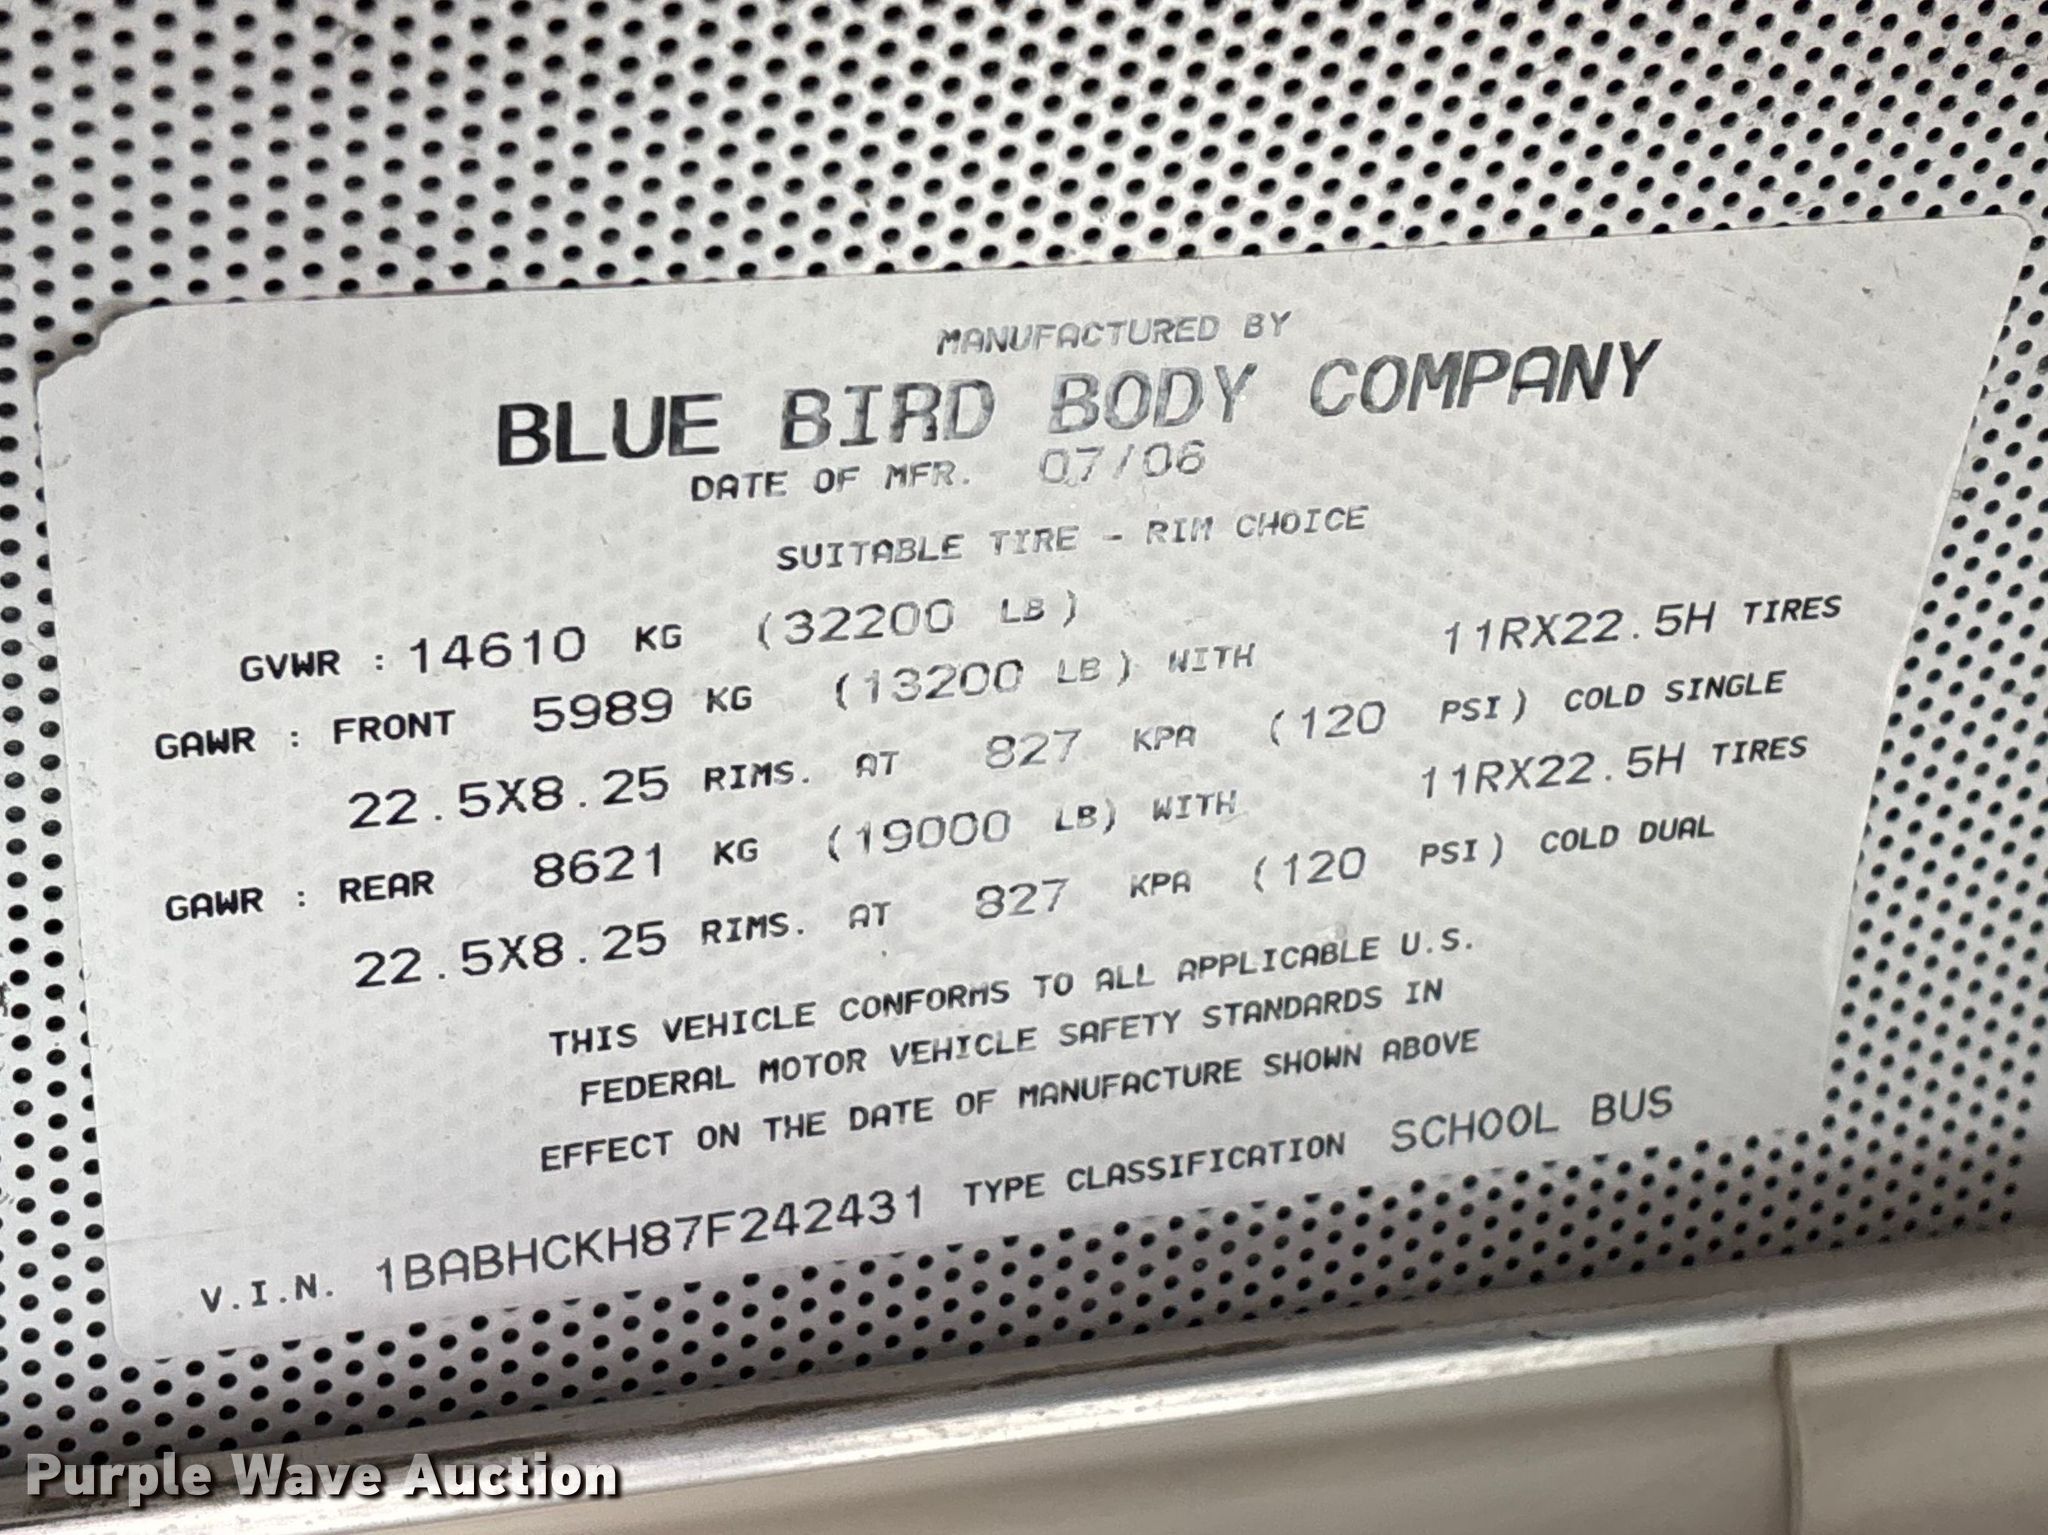 MANUFACTURED BY
BLUE BIRD BODY COMPANY
DATE OF MFR. 07/06
SUITABLE TIRE - RIM CHOICE
GVWR : 14610 KG (32200 LB)
GAWR : FRONT 5989 KG (13200 LB) WITH 11RX22.5H TIRES
22.5X8.25 RIMS. AT 827 KPA (120 PSI) COLD SINGLE
GAWR : REAR 8621 KG (19000 LB) WITH 11RX22.5H TIRES
22.5X8.25 RIMS. AT 827 KPA (120 PSI) COLD DUAL
THIS VEHICLE CONFORMS TO ALL APPLICABLE U.S.
FEDERAL MOTOR VEHICLE SAFETY STANDARDS IN
EFFECT ON THE DATE OF MANUFACTURE SHOWN ABOVE
V.I.N. 1BABHCKH87F242431 TYPE CLASSIFICATION SCHOOL BUS
Purple Wave Auction